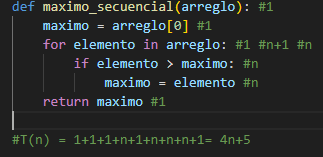 def maximo_secuencial(arreglo): #1
    maximo = arreglo[0] #1
    for elemento in arreglo: #1 #n+1 #n
        if elemento > maximo: #n
            maximo = elemento #n
    return maximo #1
#T(n) = 1+1+1+n+1+n+n+n+1= 4n+5